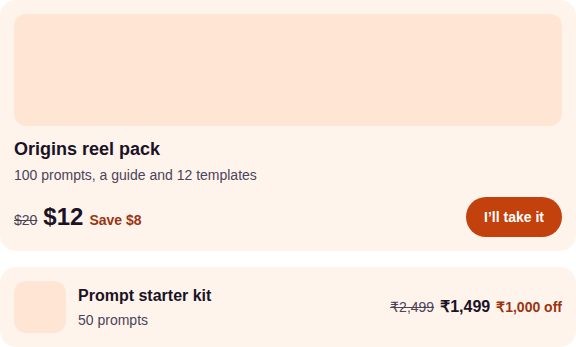 Origins reel pack
100 prompts, a guide and 12 templates
$20 $12 Save $8
I’ll take it
Prompt starter kit
50 prompts
₹2,499 ₹1,499 ₹1,000 off